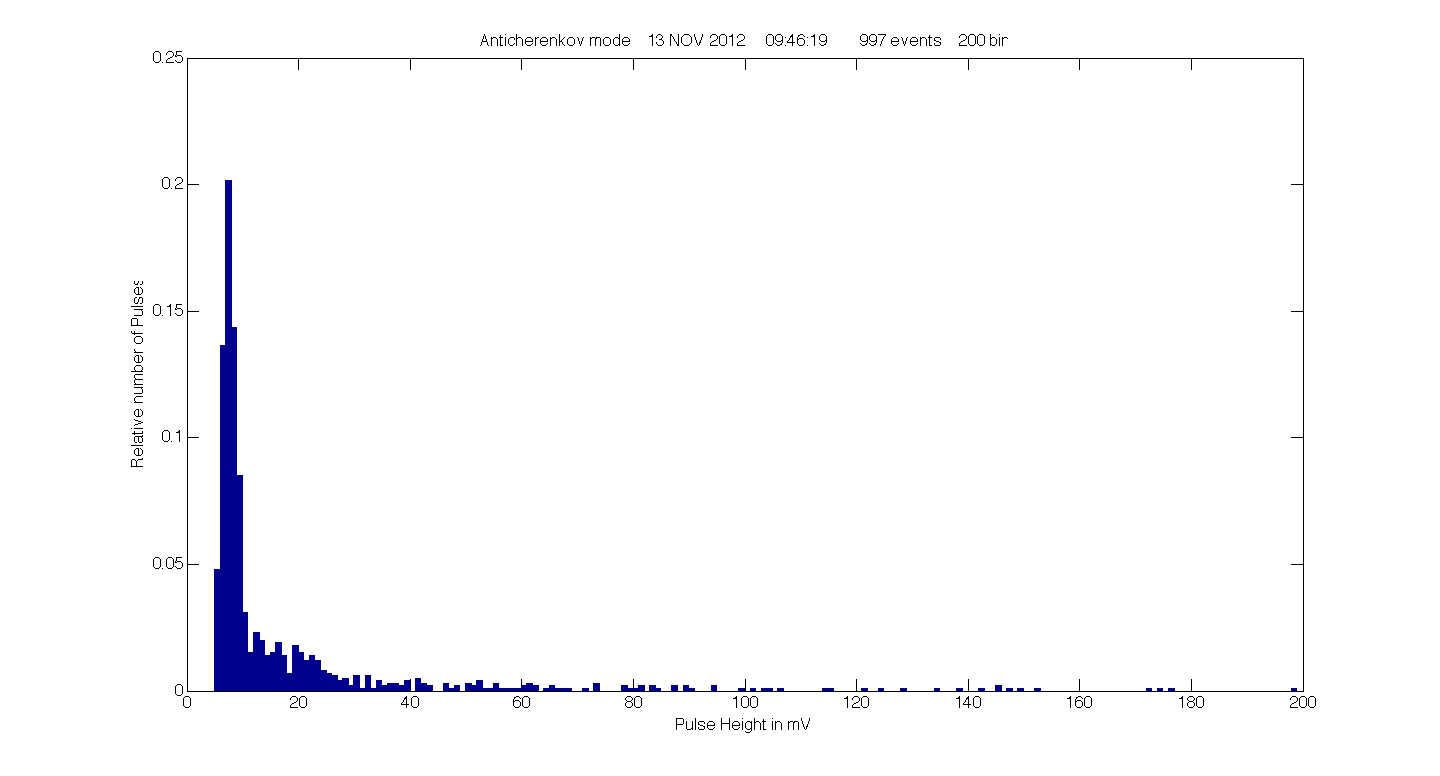 Anticherenkov mode 13 NOV 2012 09:46:19 997 events 200 bin
0.25
0.2
0.15
0.1
0.05
0
Relative number of Pulses
0 20 40 60 80 100 120 140 160 180 200
Pulse Height in mV